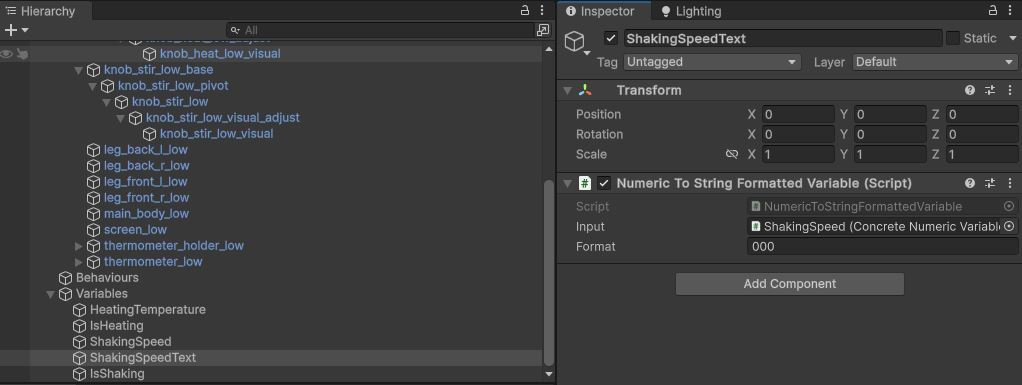 Hierarchy
All
knob_heat_low_visual
knob_stir_low_base
knob_stir_low_pivot
knob_stir_low
knob_stir_low_visual_adjust
knob_stir_low_visual
leg_back_l_low
leg_back_r_low
leg_front_l_low
leg_front_r_low
main_body_low
screen_low
thermometer_holder_low
thermometer_low
Behaviours
Variables
HeatingTemperature
IsHeating
ShakingSpeed
ShakingSpeedText
IsShaking
Inspector Lighting
ShakingSpeedText Static
Tag Untagged Layer Default
Transform
Position X 0 Y 0 Z 0
Rotation X 0 Y 0 Z 0
Scale X 1 Y 1 Z 1
# Numeric To String Formatted Variable (Script)
Script NumericToStringFormattedVariable
Input ShakingSpeed (Concrete Numeric Variabl
Format 000
Add Component